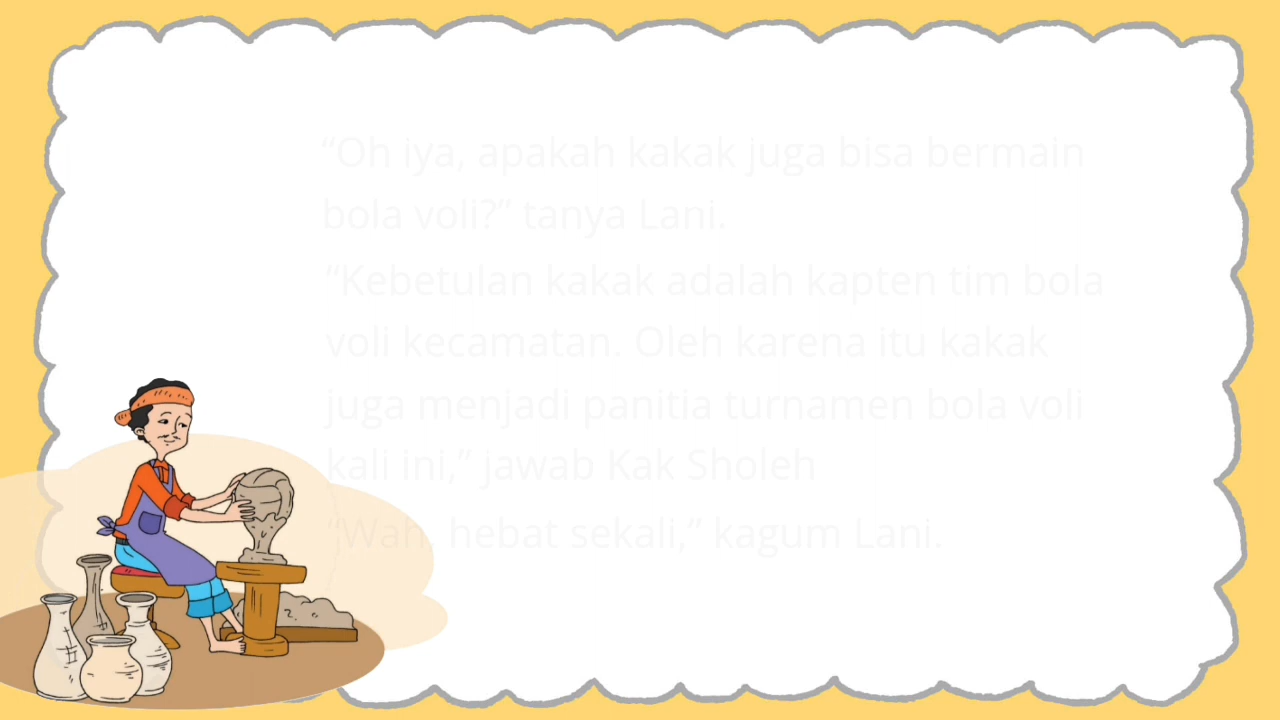 “Oh iya, apakah kakak juga bisa bermain
bola voli?” tanya Lani.
“Kebetulan kakak adalah kapten tim bola
voli kecamatan. Oleh karena itu kakak
juga menjadi panitia turnamen bola voli
kali ini,” jawab Kak Sholeh
“Wah, hebat sekali,” kagum Lani.